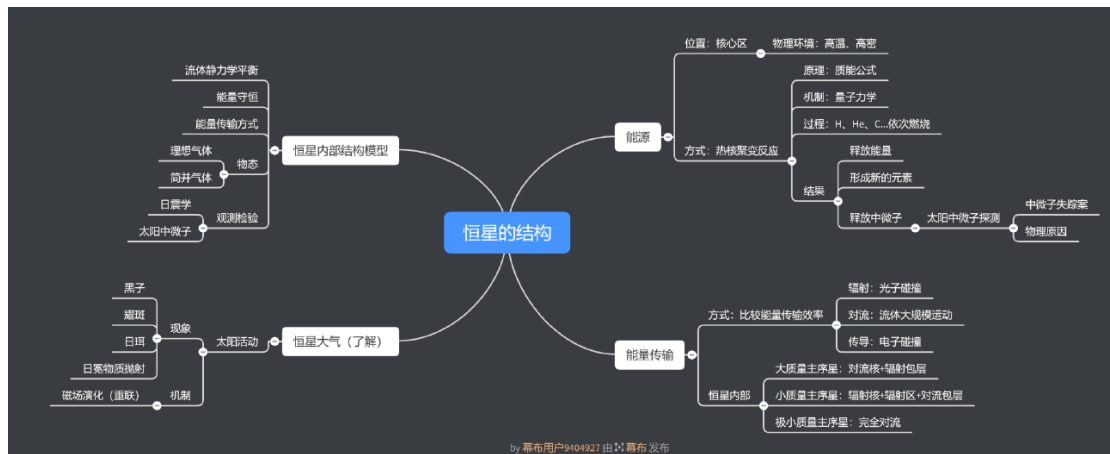 恒星的结构
能源
位置：核心区
物理环境：高温、高密
方式：热核聚变反应
原理：质能公式
机制：量子力学
过程：H、He、C...依次燃烧
结果
释放能量
形成新的元素
释放中微子
太阳中微子探测
中微子失踪案
物理原因
能量传输
方式：比较能量传输效率
辐射：光子碰撞
对流：流体大规模运动
传导：电子碰撞
恒星内部
大质量主序星：对流核+辐射包层
小质量主序星：辐射核+辐射区+对流包层
极小质量主序星：完全对流
恒星内部结构模型
流体静力学平衡
能量守恒
能量传输方式
物态
理想气体
简并气体
观测检验
日震学
太阳中微子
恒星大气（了解）
太阳活动
现象
黑子
耀斑
日珥
日冕物质抛射
机制
磁场演化（重联）
by 幕布用户9404927 由 幕布 发布